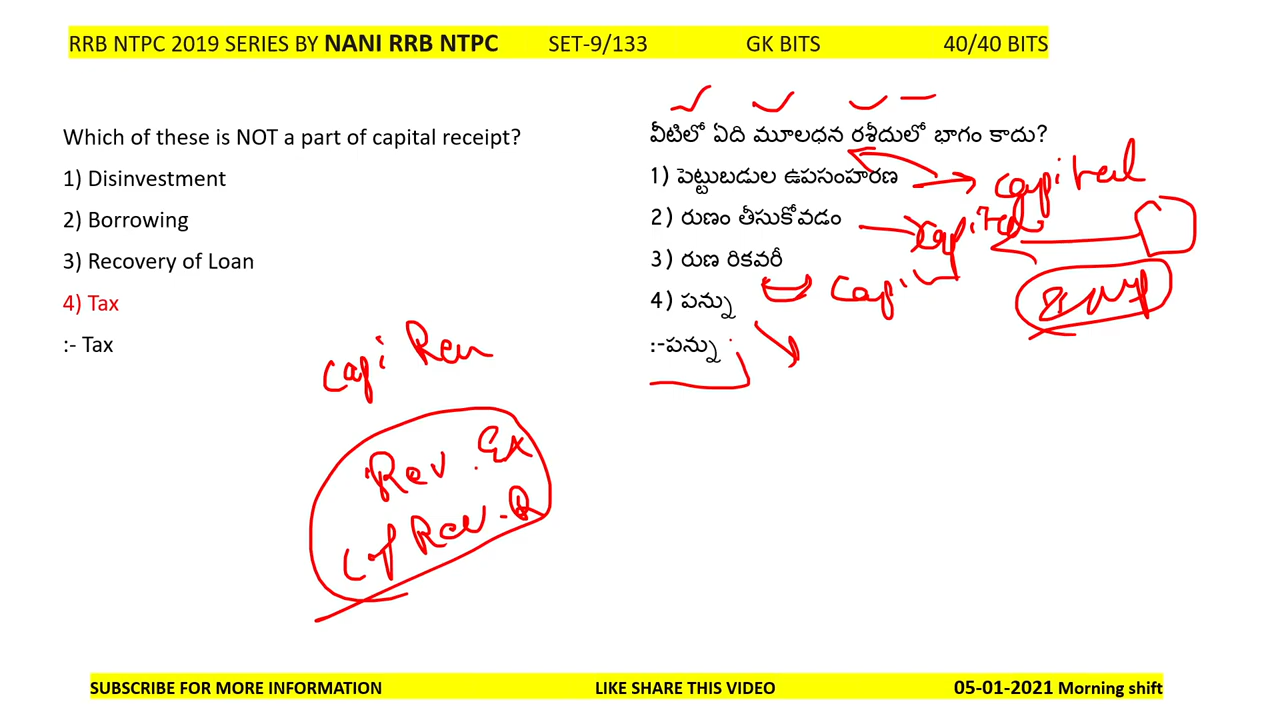 RRB NTPC 2019 SERIES BY NANI RRB NTPC SET-9/133 GK BITS 40/40 BITS
Which of these is NOT a part of capital receipt?
1) Disinvestment
2) Borrowing
3) Recovery of Loan
4) Tax
:- Tax
వీటిలో ఏది మూలధన రశీదులో భాగం కాదు?
1) పెట్టుబడుల ఉపసంహరణ
2) రుణం తీసుకోవడం
3) రుణ రికవరీ
4) పన్ను
:-పన్ను
capital
capital
capi
capi Rev
Rev. Ex
Rev-R
SUBSCRIBE FOR MORE INFORMATION LIKE SHARE THIS VIDEO 05-01-2021 Morning shift